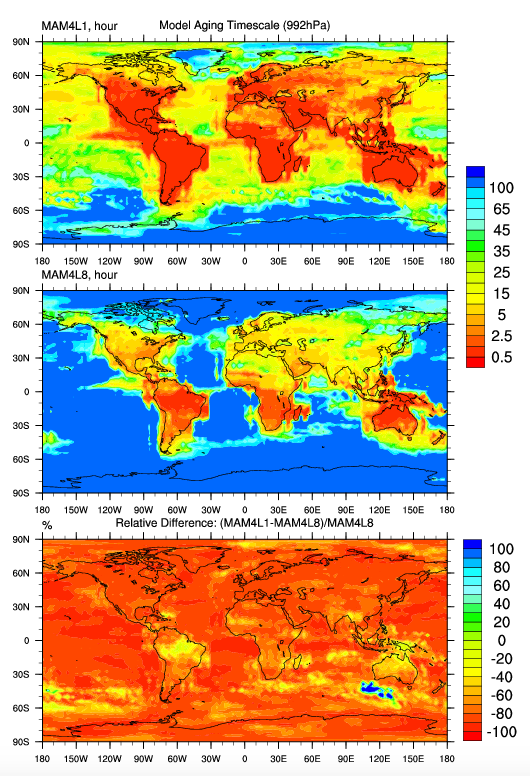 MAM4L1, hour Model Aging Timescale (992hPa)
90N
60N
30N
0
30S
60S
90S
180 150W 120W 90W 60W 30W 0 30E 60E 90E 120E 150E 180
MAM4L8, hour
90N
60N
30N
0
30S
60S
90S
180 150W 120W 90W 60W 30W 0 30E 60E 90E 120E 150E 180
100
65
45
35
25
15
5
2.5
0.5
% Relative Difference: (MAM4L1-MAM4L8)/MAM4L8
90N
60N
30N
0
30S
60S
90S
180 150W 120W 90W 60W 30W 0 30E 60E 90E 120E 150E 180
100
80
60
40
20
0
-20
-40
-60
-80
-100